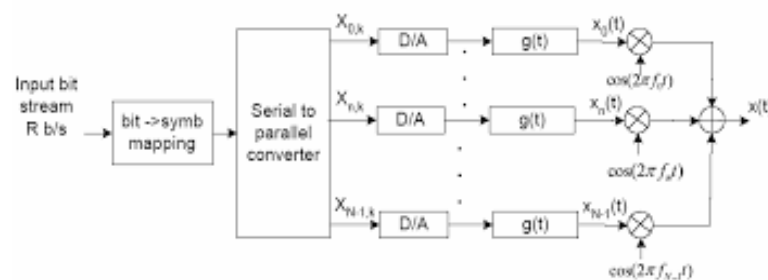 Input bit
stream
R b/s
bit ->symb
mapping
Serial to
parallel
converter
X0,k
D/A
g(t)
x0(t)
cos(2π f0t)
Xn,k
D/A
g(t)
xn(t)
cos(2π fnt)
x(t
XN-1,k
D/A
g(t)
xN-1(t)
cos(2π fN-1t)